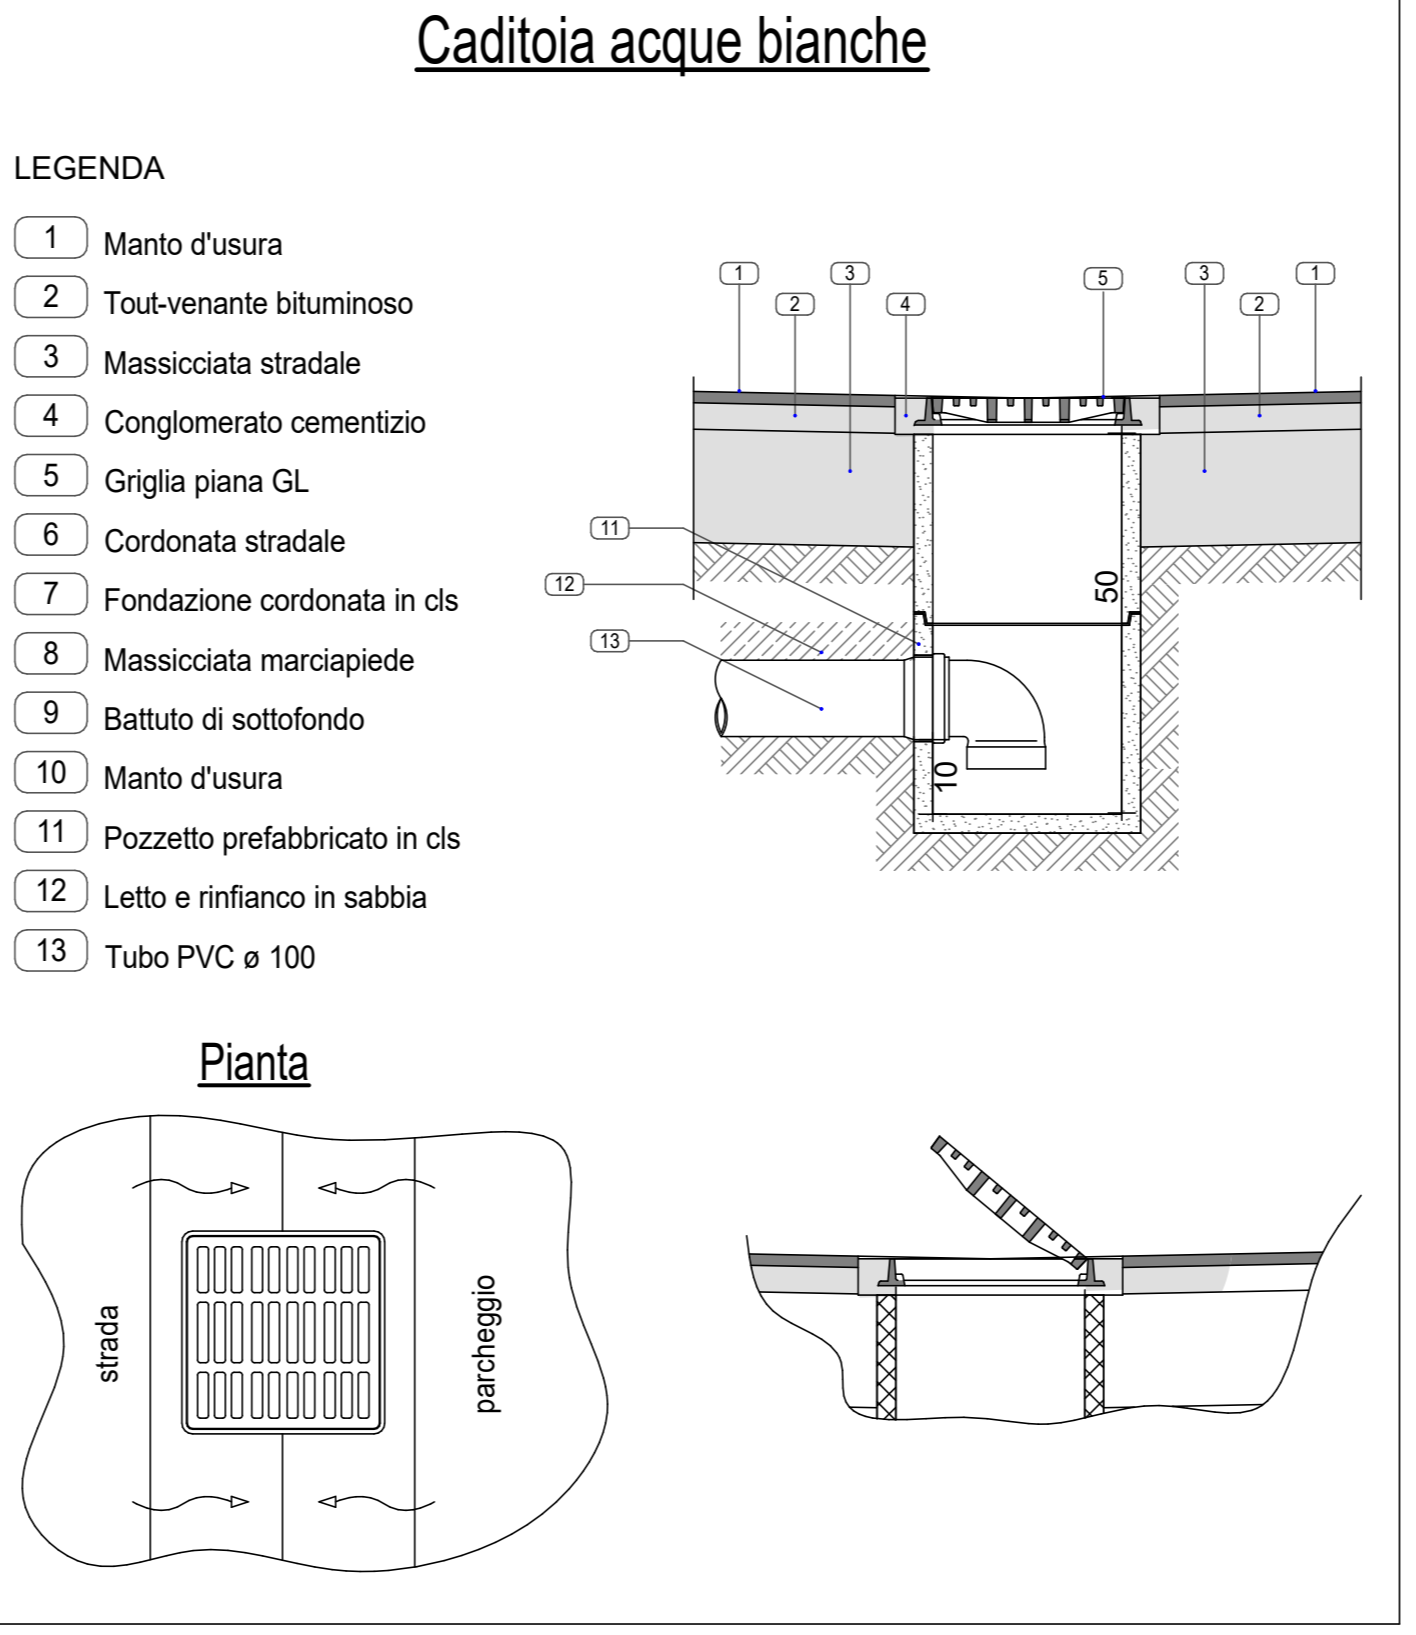 Caditoia acque bianche
LEGENDA
1 Manto d'usura
2 Tout-venante bituminoso
3 Massicciata stradale
4 Conglomerato cementizio
5 Griglia piana GL
6 Cordonata stradale
7 Fondazione cordonata in cls
8 Massicciata marciapiede
9 Battuto di sottofondo
10 Manto d'usura
11 Pozzetto prefabbricato in cls
12 Letto e rinfianco in sabbia
13 Tubo PVC ø 100
1 3 5 3 1
2 4 2
11
12
13
50
10
Pianta
strada
parcheggio